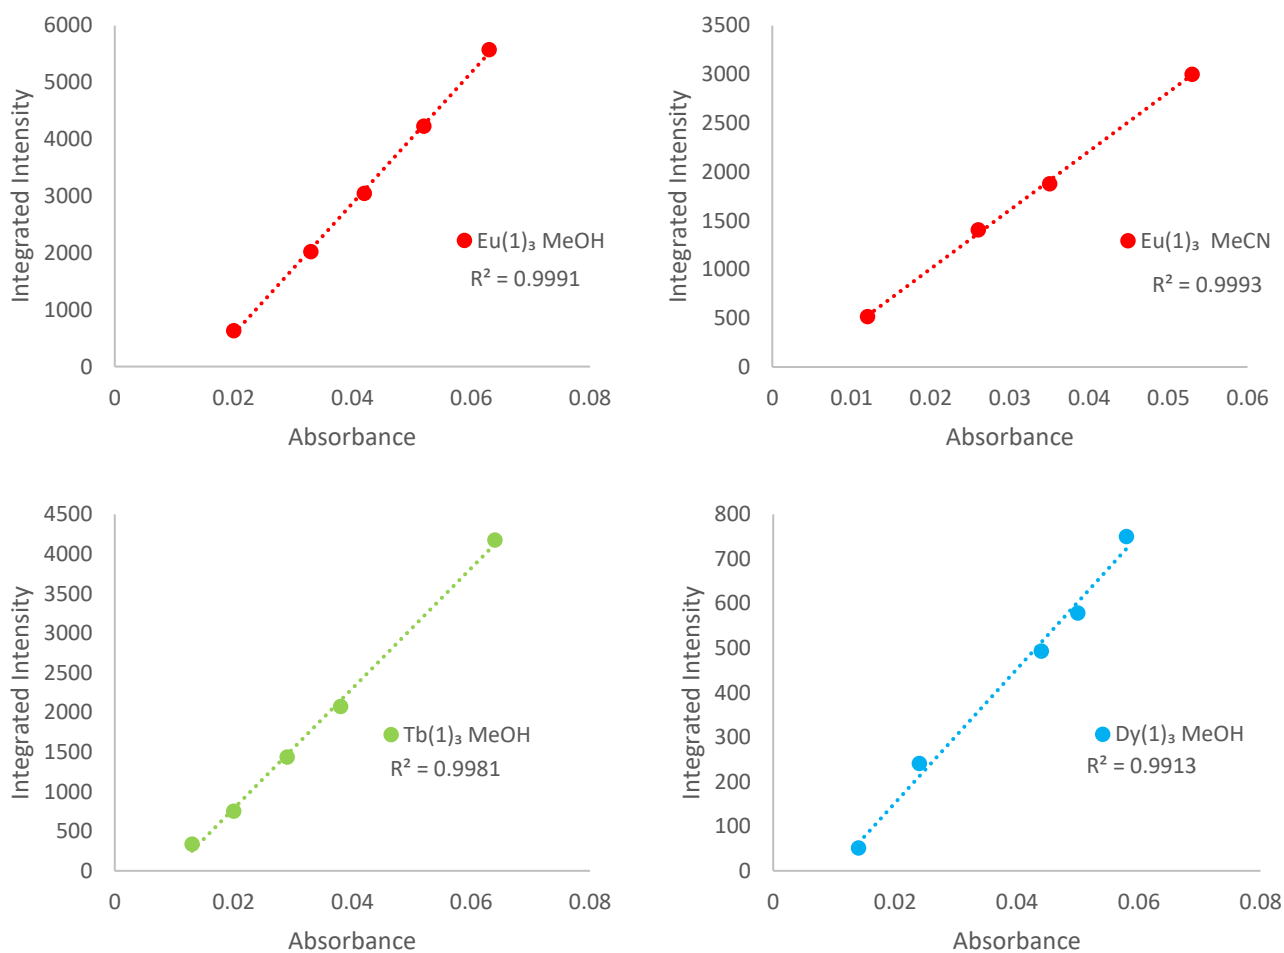 6000
5000
4000
3000
2000
1000
0
0 0.02 0.04 0.06 0.08
Integrated Intensity
Absorbance
Eu(1)₃ MeOH
R² = 0.9991
3500
3000
2500
2000
1500
1000
500
0
0 0.01 0.02 0.03 0.04 0.05 0.06
Integrated Intensity
Absorbance
Eu(1)₃ MeCN
R² = 0.9993
4500
4000
3500
3000
2500
2000
1500
1000
500
0
0 0.02 0.04 0.06 0.08
Integrated Intensity
Absorbance
Tb(1)₃ MeOH
R² = 0.9981
800
700
600
500
400
300
200
100
0
0 0.02 0.04 0.06 0.08
Integrated Intensity
Absorbance
Dy(1)₃ MeOH
R² = 0.9913